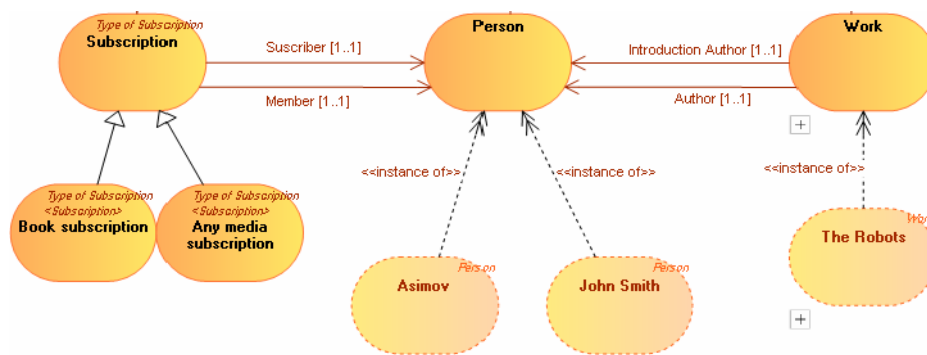 Type of Subscription
Subscription
Person
Work
Suscriber [1..1]
Introduction Author [1..1]
Member [1..1]
Author [1..1]
<<instance of>>
<<instance of>>
<<instance of>>
Type of Subscription
<Subscription>
Book subscription
Type of Subscription
<Subscription>
Any media
subscription
Person
Asimov
Person
John Smith
The Robots